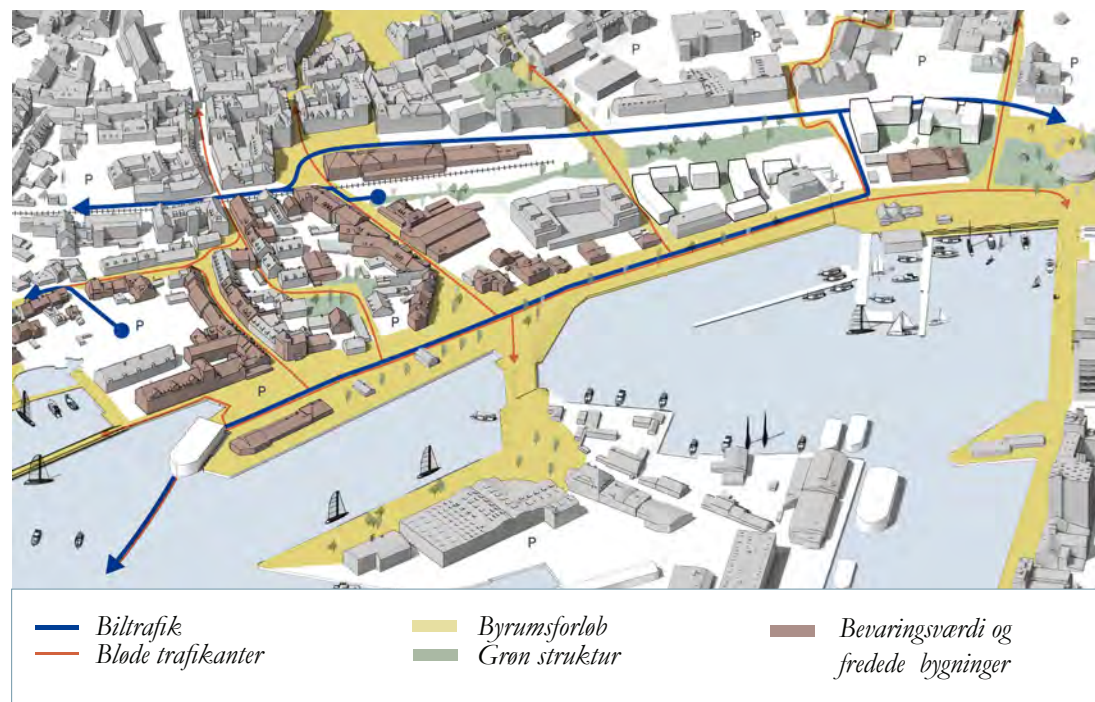 P
P
P
P
P
P
P
P
P
P
Biltrafik
Bløde trafikanter
Byrumsforløb
Grøn struktur
Bevaringsværdi og
fredede bygninger